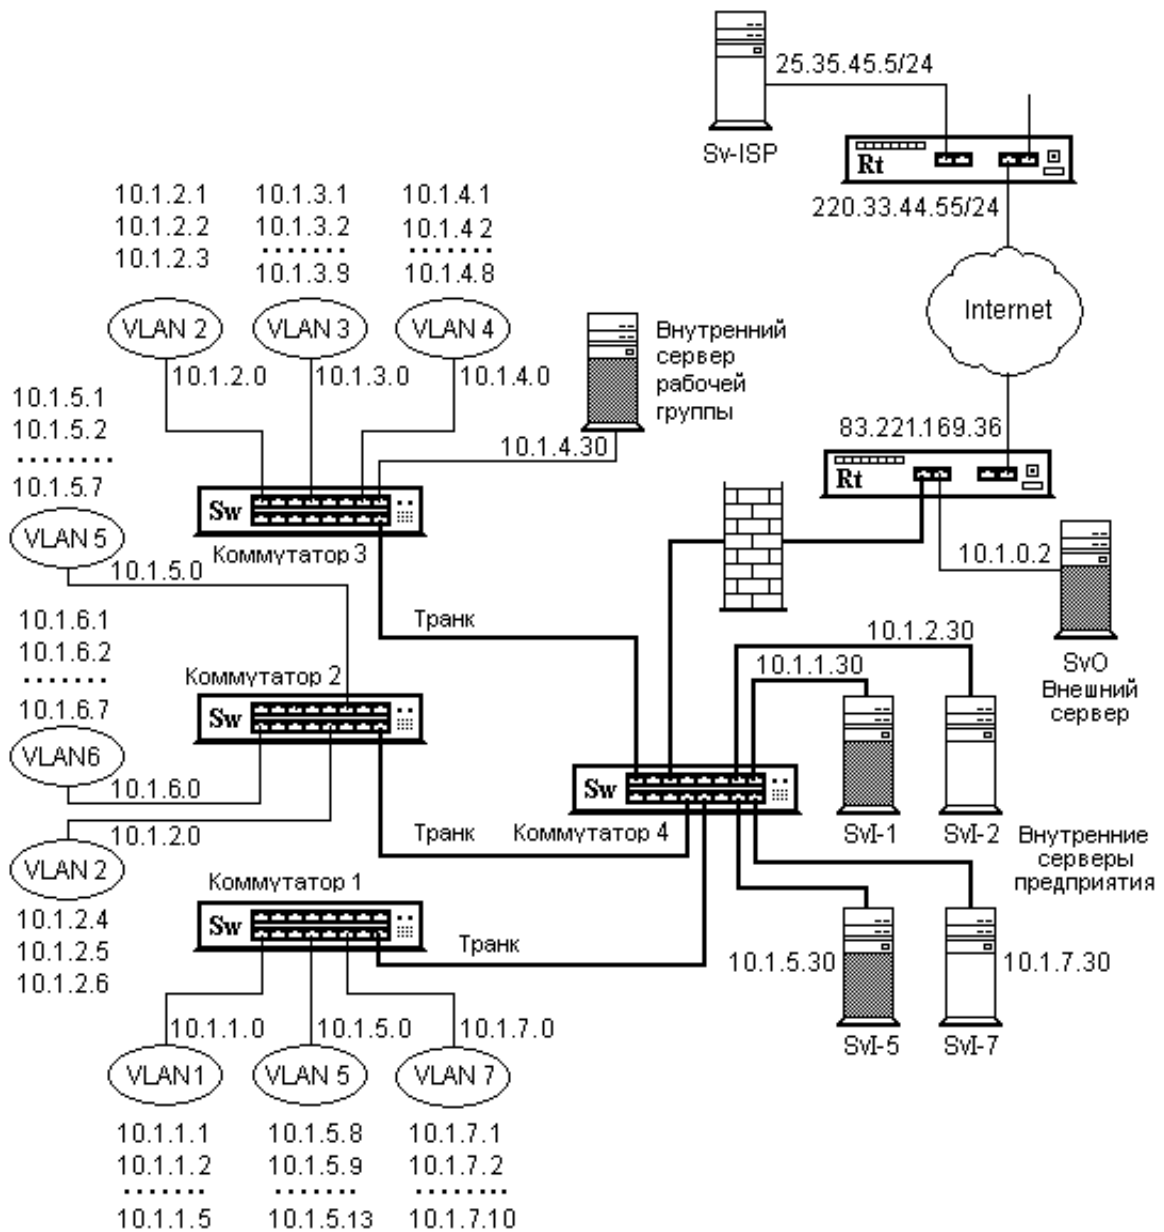 25.35.45.5/24
Sv-ISP
Rt
220.33.44.55/24
10.1.2.1
10.1.2.2
10.1.2.3
10.1.3.1
10.1.3.2
10.1.3.9
10.1.4.1
10.1.4.2
10.1.4.8
Internet
VLAN 2
VLAN 3
VLAN 4
10.1.2.0
10.1.3.0
10.1.4.0
Внутренний
сервер
рабочей
группы
10.1.4.30
83.221.169.36
Rt
10.1.5.1
10.1.5.2
10.1.5.7
VLAN 5
10.1.5.0
Sw
Коммутатор 3
10.1.0.2
SvO
Внешний
сервер
Транк
10.1.6.1
10.1.6.2
10.1.6.7
VLAN6
10.1.6.0
Коммутатор 2
Sw
10.1.2.30
10.1.1.30
VLAN 2
10.1.2.0
10.1.2.4
10.1.2.5
10.1.2.6
Транк
Sw
Коммутатор 4
SvI-1
SvI-2
Внутренние
серверы
предприятия
Коммутатор 1
Sw
Транк
10.1.5.30
10.1.7.30
SvI-5
SvI-7
10.1.1.0
10.1.5.0
10.1.7.0
VLAN1
VLAN 5
VLAN 7
10.1.1.1
10.1.1.2
10.1.1.5
10.1.5.8
10.1.5.9
10.1.5.13
10.1.7.1
10.1.7.2
10.1.7.10